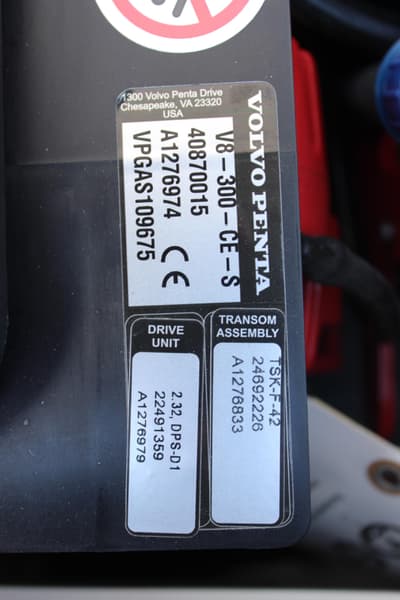 1300 Volvo Penta Drive
Chesapeake, VA 23320
USA
VOLVO PENTA
V8-300-CE-S
40870015
A1276974
VPGAS109675
CE
TRANSOM
ASSEMBLY
TSK-F-42
24692226
A1276833
DRIVE
UNIT
2.32, DPS-D1
22491359
A1276979